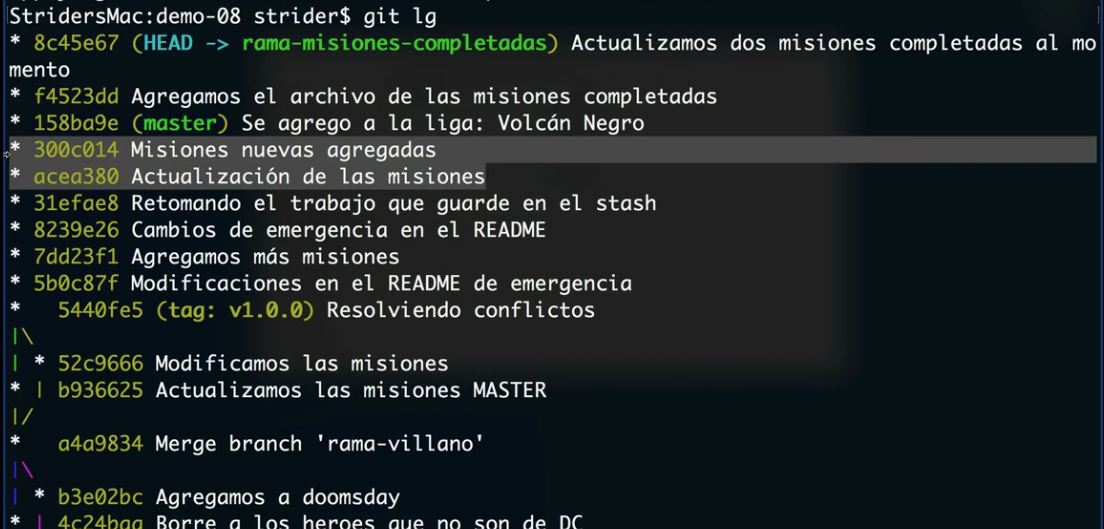 StridersMac:demo-08 strider$ git lg
* 8c45e67 (HEAD -> rama-misiones-completadas) Actualizamos dos misiones completadas al mo
mento
* f4523dd Agregamos el archivo de las misiones completadas
* 158ba9e (master) Se agrego a la liga: Volcán Negro
* 300c014 Misiones nuevas agregadas
* acea380 Actualización de las misiones
* 31efae8 Retomando el trabajo que guarde en el stash
* 8239e26 Cambios de emergencia en el README
* 7dd23f1 Agregamos más misiones
* 5b0c87f Modificaciones en el README de emergencia
*   5440fe5 (tag: v1.0.0) Resolviendo conflictos
|\
| * 52c9666 Modificamos las misiones
* | b936625 Actualizamos las misiones MASTER
|/
*   a4a9834 Merge branch 'rama-villano'
|\
| * b3e02bc Agregamos a doomsday
* | Borre a los heroes que no son de DC